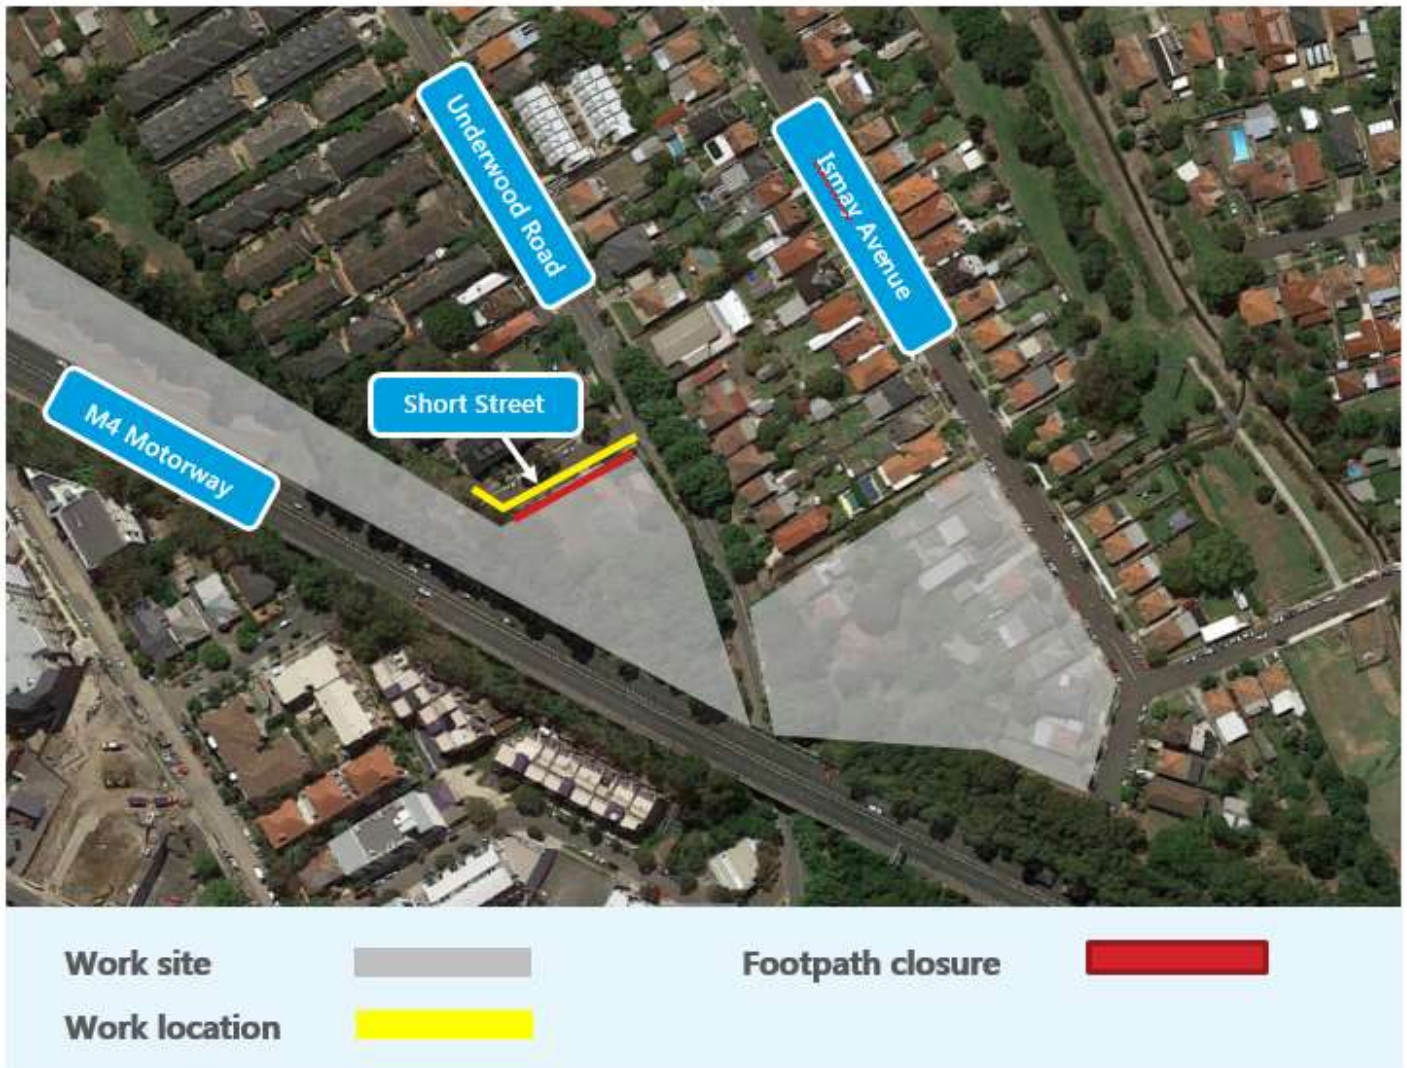 Underwood Road
Ismay Avenue
Short Street
M4 Motorway
Work site
Footpath closure
Work location